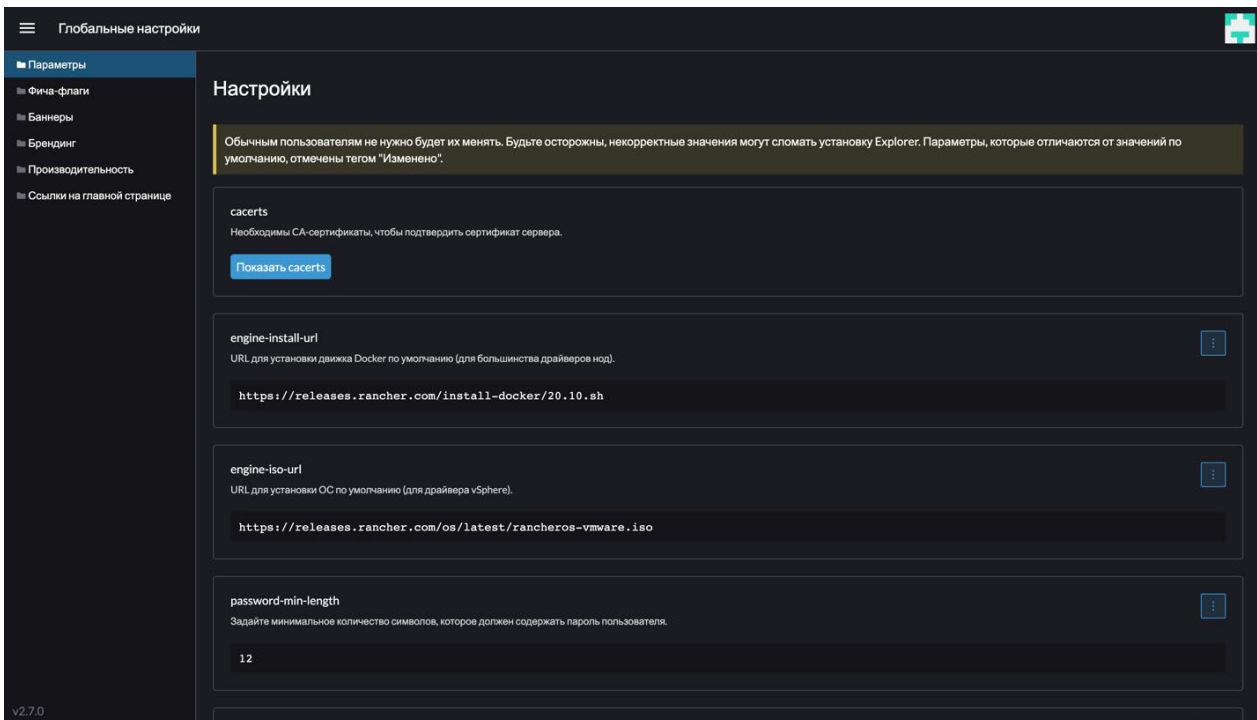 Глобальные настройки
Параметры
Фича-флаги
Баннеры
Брендинг
Производительность
Ссылки на главной странице
v2.7.0
Настройки
Обычным пользователям не нужно будет их менять. Будьте осторожны, некорректные значения могут сломать установку Explorer. Параметры, которые отличаются от значений по
умолчанию, отмечены тегом "Изменено".
cacerts
Необходимы CA-сертификаты, чтобы подтвердить сертификат сервера.
Показать cacerts
engine-install-url
URL для установки движка Docker по умолчанию (для большинства драйверов нод).
https://releases.rancher.com/install-docker/20.10.sh
engine-iso-url
URL для установки ОС по умолчанию (для драйвера vSphere).
https://releases.rancher.com/os/latest/rancheros-vmware.iso
password-min-length
Задайте минимальное количество символов, которое должен содержать пароль пользователя.
12